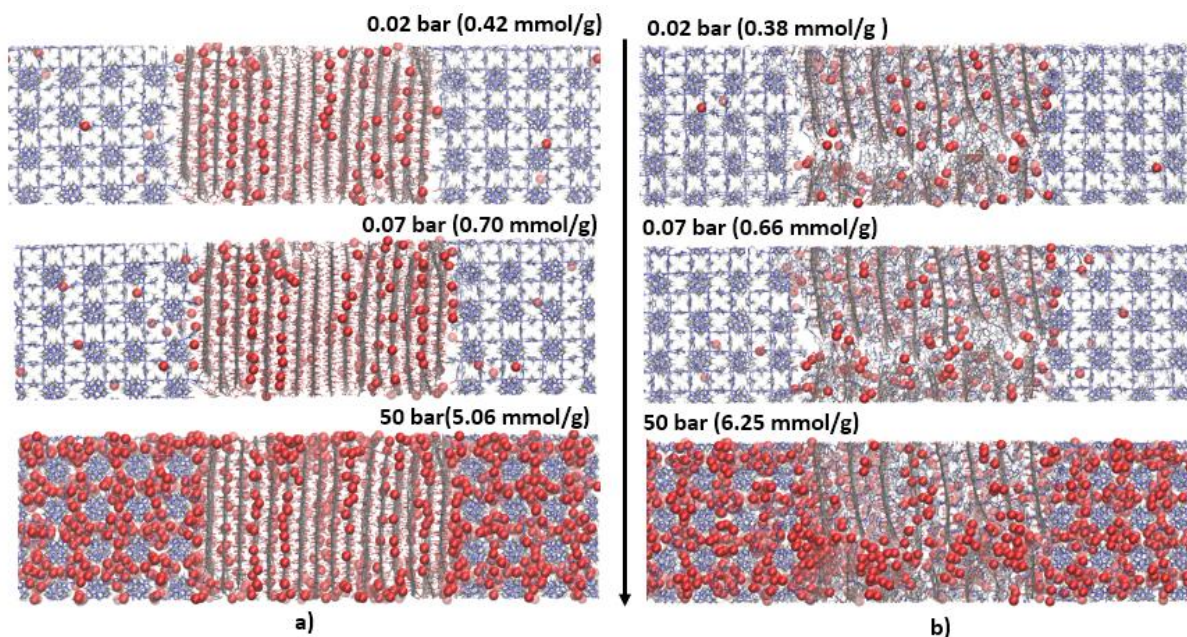 0.02 bar (0.42 mmol/g)
0.07 bar (0.70 mmol/g)
50 bar(5.06 mmol/g)
a)
0.02 bar (0.38 mmol/g )
0.07 bar (0.66 mmol/g)
50 bar (6.25 mmol/g)
b)